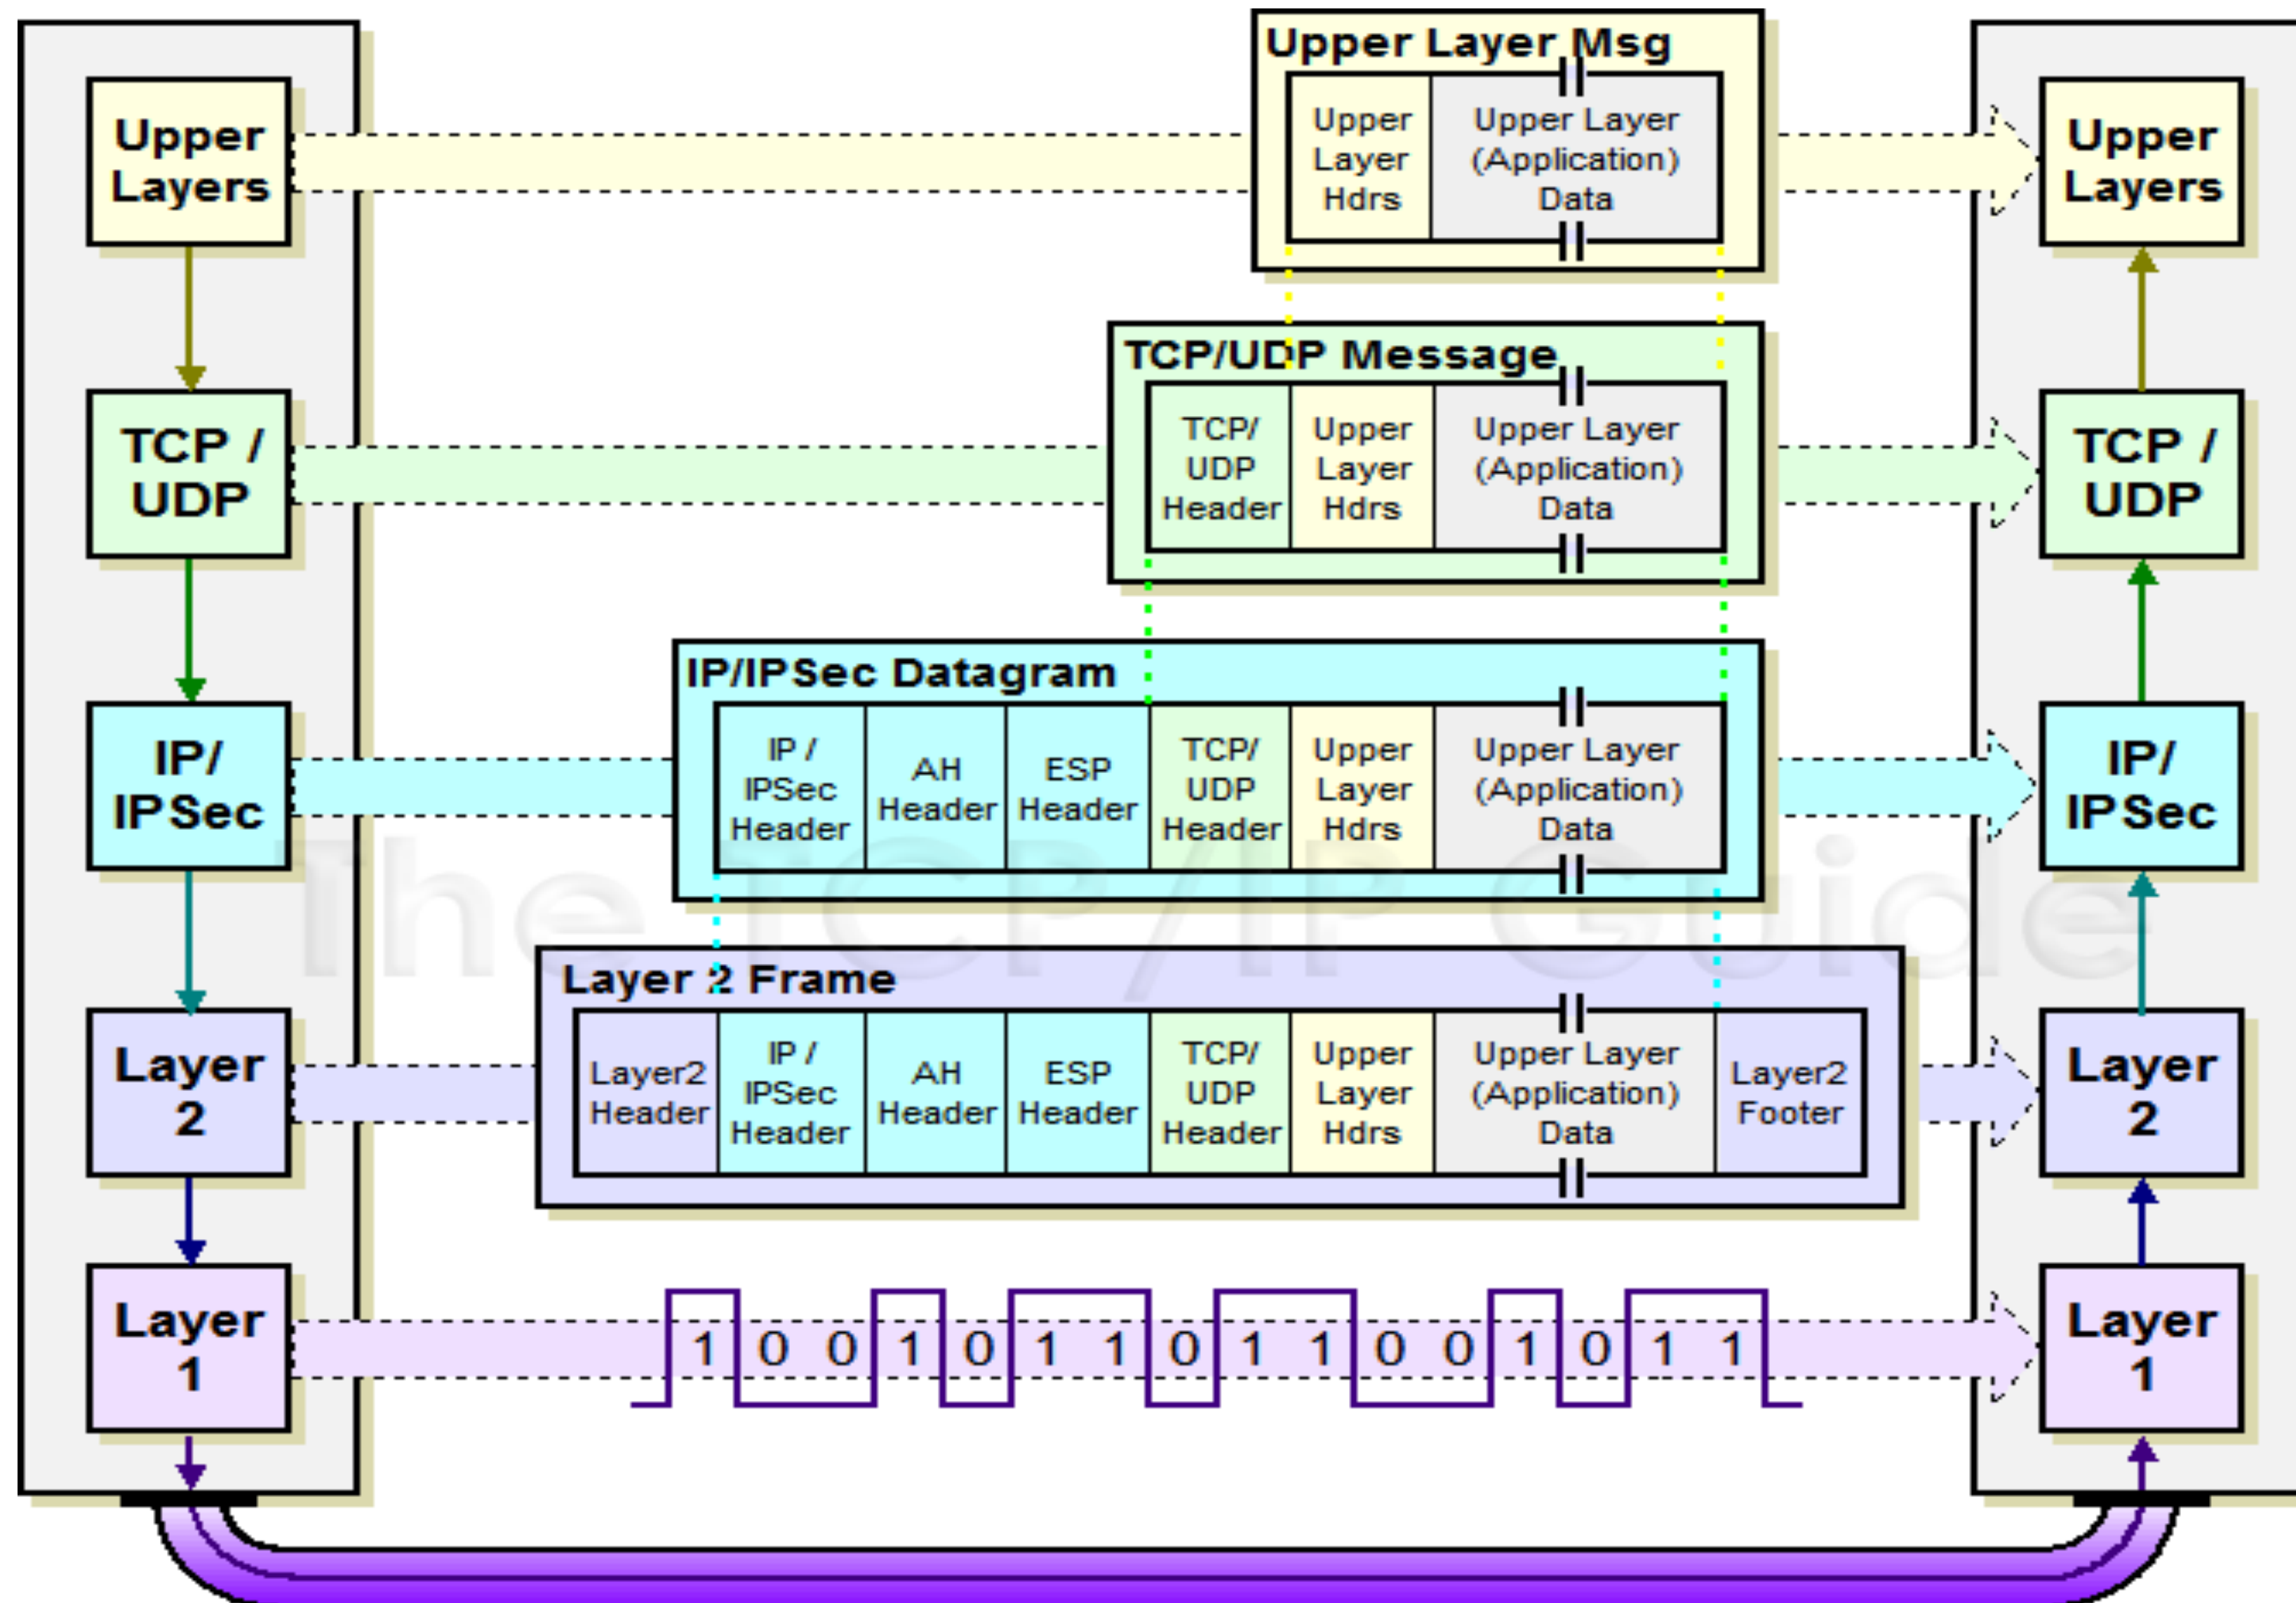 Upper Layer Msg
Upper
Layers
Upper
Layer
Hdrs
Upper Layer
(Application)
Data
Upper
Layers
TCP/UDP Message
TCP /
UDP
TCP/
UDP
Header
Upper
Layer
Hdrs
Upper Layer
(Application)
Data
TCP /
UDP
IP/IPSec Datagram
IP/
IPSec
IP /
IPSec
Header
AH
Header
ESP
Header
TCP/
UDP
Header
Upper
Layer
Hdrs
Upper Layer
(Application)
Data
IP/
IPSec
The TCP/IP Guide
Layer 2 Frame
Layer
2
Layer2
Header
IP /
IPSec
Header
AH
Header
ESP
Header
TCP/
UDP
Header
Upper
Layer
Hdrs
Upper Layer
(Application)
Data
Layer2
Footer
Layer
2
Layer
1
1 0 0 1 0 1 1 0 1 1 0 0 1 0 1 1
Layer
1